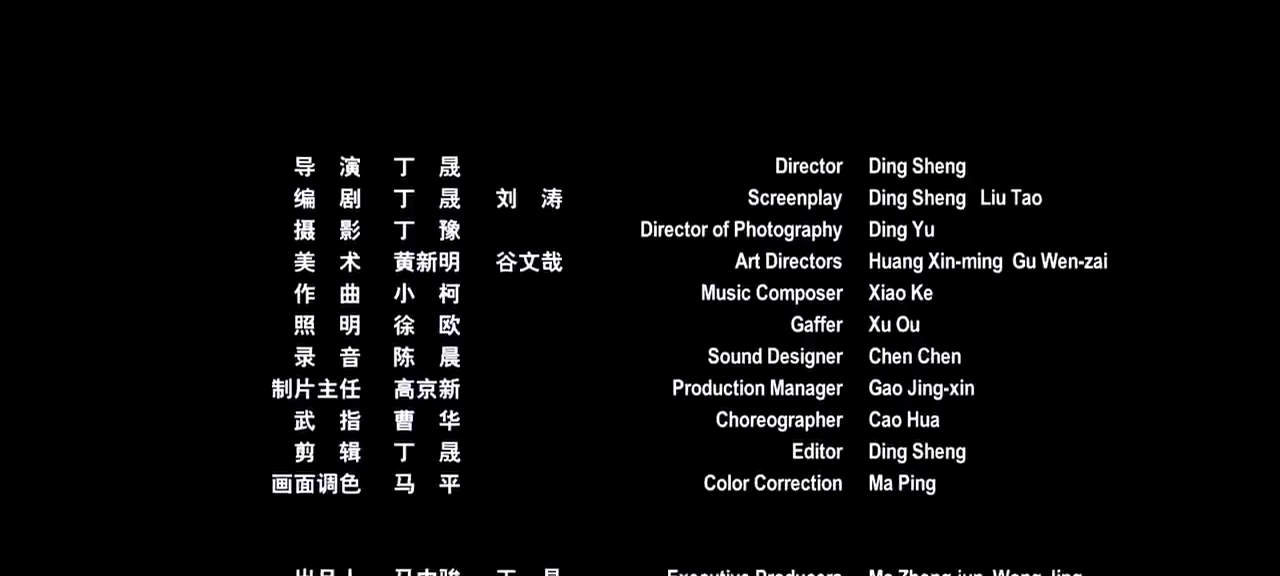 导 演 丁 晟 Director Ding Sheng
编 剧 丁 晟 刘 涛 Screenplay Ding Sheng Liu Tao
摄 影 丁 豫 Director of Photography Ding Yu
美 术 黄新明 谷文哉 Art Directors Huang Xin-ming Gu Wen-zai
作 曲 小 柯 Music Composer Xiao Ke
照 明 徐 欧 Gaffer Xu Ou
录 音 陈 晨 Sound Designer Chen Chen
制片主任 高京新 Production Manager Gao Jing-xin
武 指 曹 华 Choreographer Cao Hua
剪 辑 丁 晟 Editor Ding Sheng
画面调色 马 平 Color Correction Ma Ping
Executive Producers